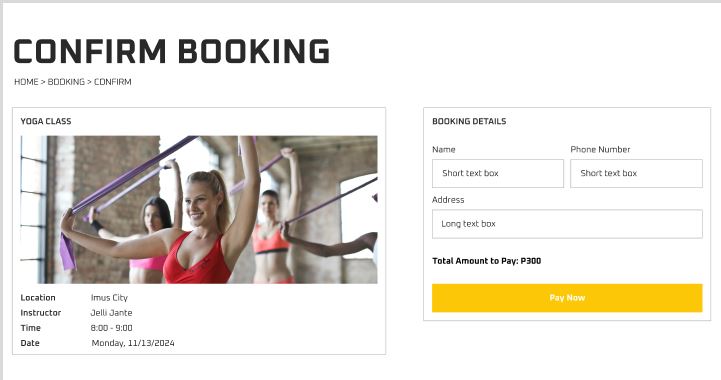 CONFIRM BOOKING
HOME > BOOKING > CONFIRM
YOGA CLASS
Location Imus City
Instructor Jelli Jante
Time 8:00 - 9:00
Date Monday, 11/13/2024
BOOKING DETAILS
Name Phone Number
Short text box Short text box
Address
Long text box
Total Amount to Pay: P300
Pay Now